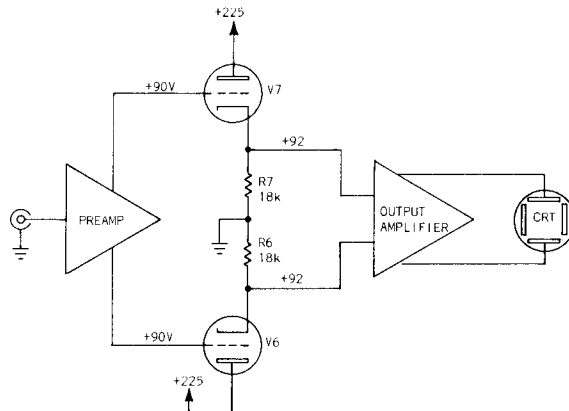 +225
+90V
V7
+92
R7
18k
PREAMP
OUTPUT
AMPLIFIER
CRT
R6
18k
+92
+90V
V6
+225